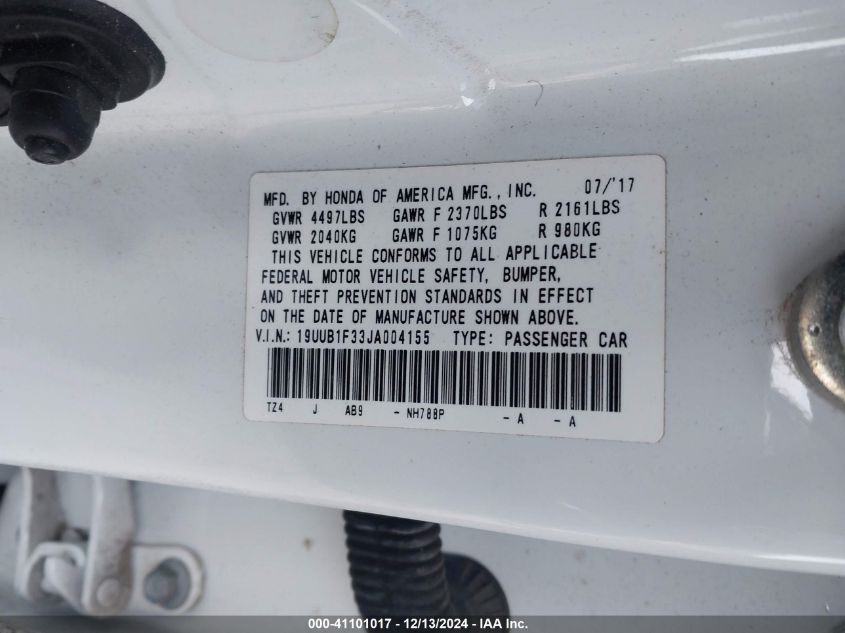 MFD. BY HONDA OF AMERICA MFG., INC. 07/'17
GVWR 4497LBS GAWR F 2370LBS R 2161LBS
GVWR 2040KG GAWR F 1075KG R 980KG
THIS VEHICLE CONFORMS TO ALL APPLICABLE
FEDERAL MOTOR VEHICLE SAFETY, BUMPER,
AND THEFT PREVENTION STANDARDS IN EFFECT
ON THE DATE OF MANUFACTURE SHOWN ABOVE.
V.I.N.: 19UUB1F33JA004155 TYPE: PASSENGER CAR
TZ4 J AB9 - NH788P - A - A
000-41101017 - 12/13/2024 - IAA Inc.